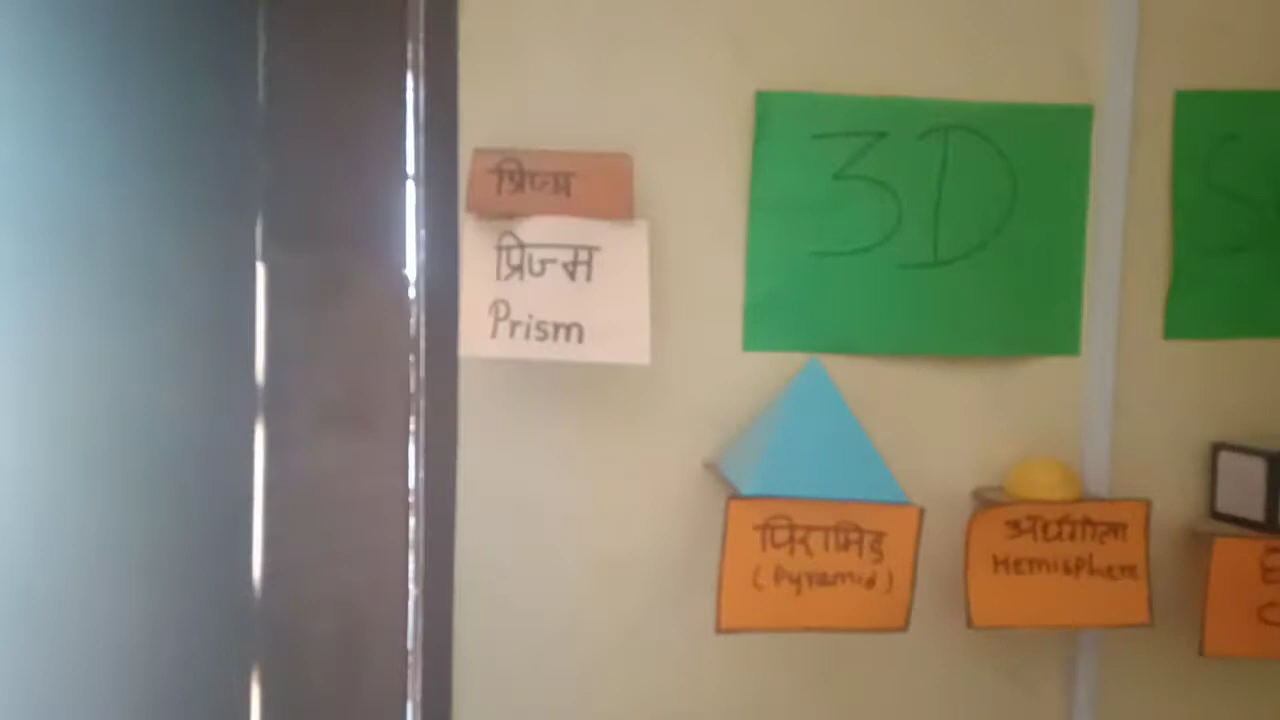 प्रिज्म
प्रिज्म
Prism
3D
पिरामिड
(Pyramid)
अर्धगोला
Hemisphere